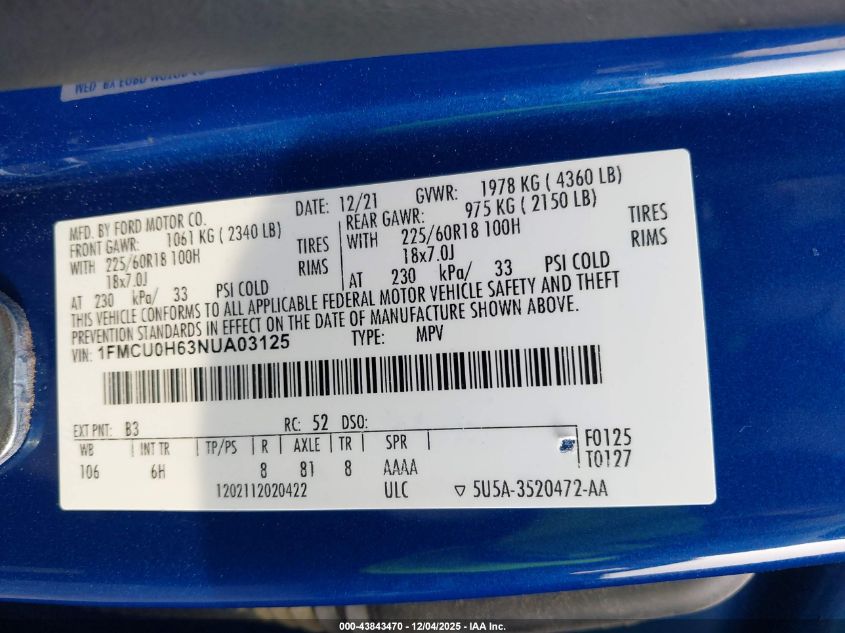 MFD. BY FORD MOTOR CO.
DATE: 12/21 GVWR: 1978 KG ( 4360 LB)
FRONT GAWR: 1061 KG ( 2340 LB)
REAR GAWR: 975 KG ( 2150 LB)
WITH 225/60R18 100H TIRES
WITH 225/60R18 100H TIRES
18x7.0J RIMS
18x7.0J RIMS
AT 230 kPa/ 33 PSI COLD
AT 230 kPa/ 33 PSI COLD
THIS VEHICLE CONFORMS TO ALL APPLICABLE FEDERAL MOTOR VEHICLE SAFETY AND THEFT
PREVENTION STANDARDS IN EFFECT ON THE DATE OF MANUFACTURE SHOWN ABOVE.
VIN: 1FMCU0H63NUA03125 TYPE: MPV
EXT PNT: B3 RC: 52 DSO:
WB INT TR TP/PS R AXLE TR SPR
106 6H 8 81 8 AAAA
F0125
T0127
1202112020422 ULC ▽ 5U5A-3520472-AA
000-43843470 - 12/04/2025 - IAA Inc.